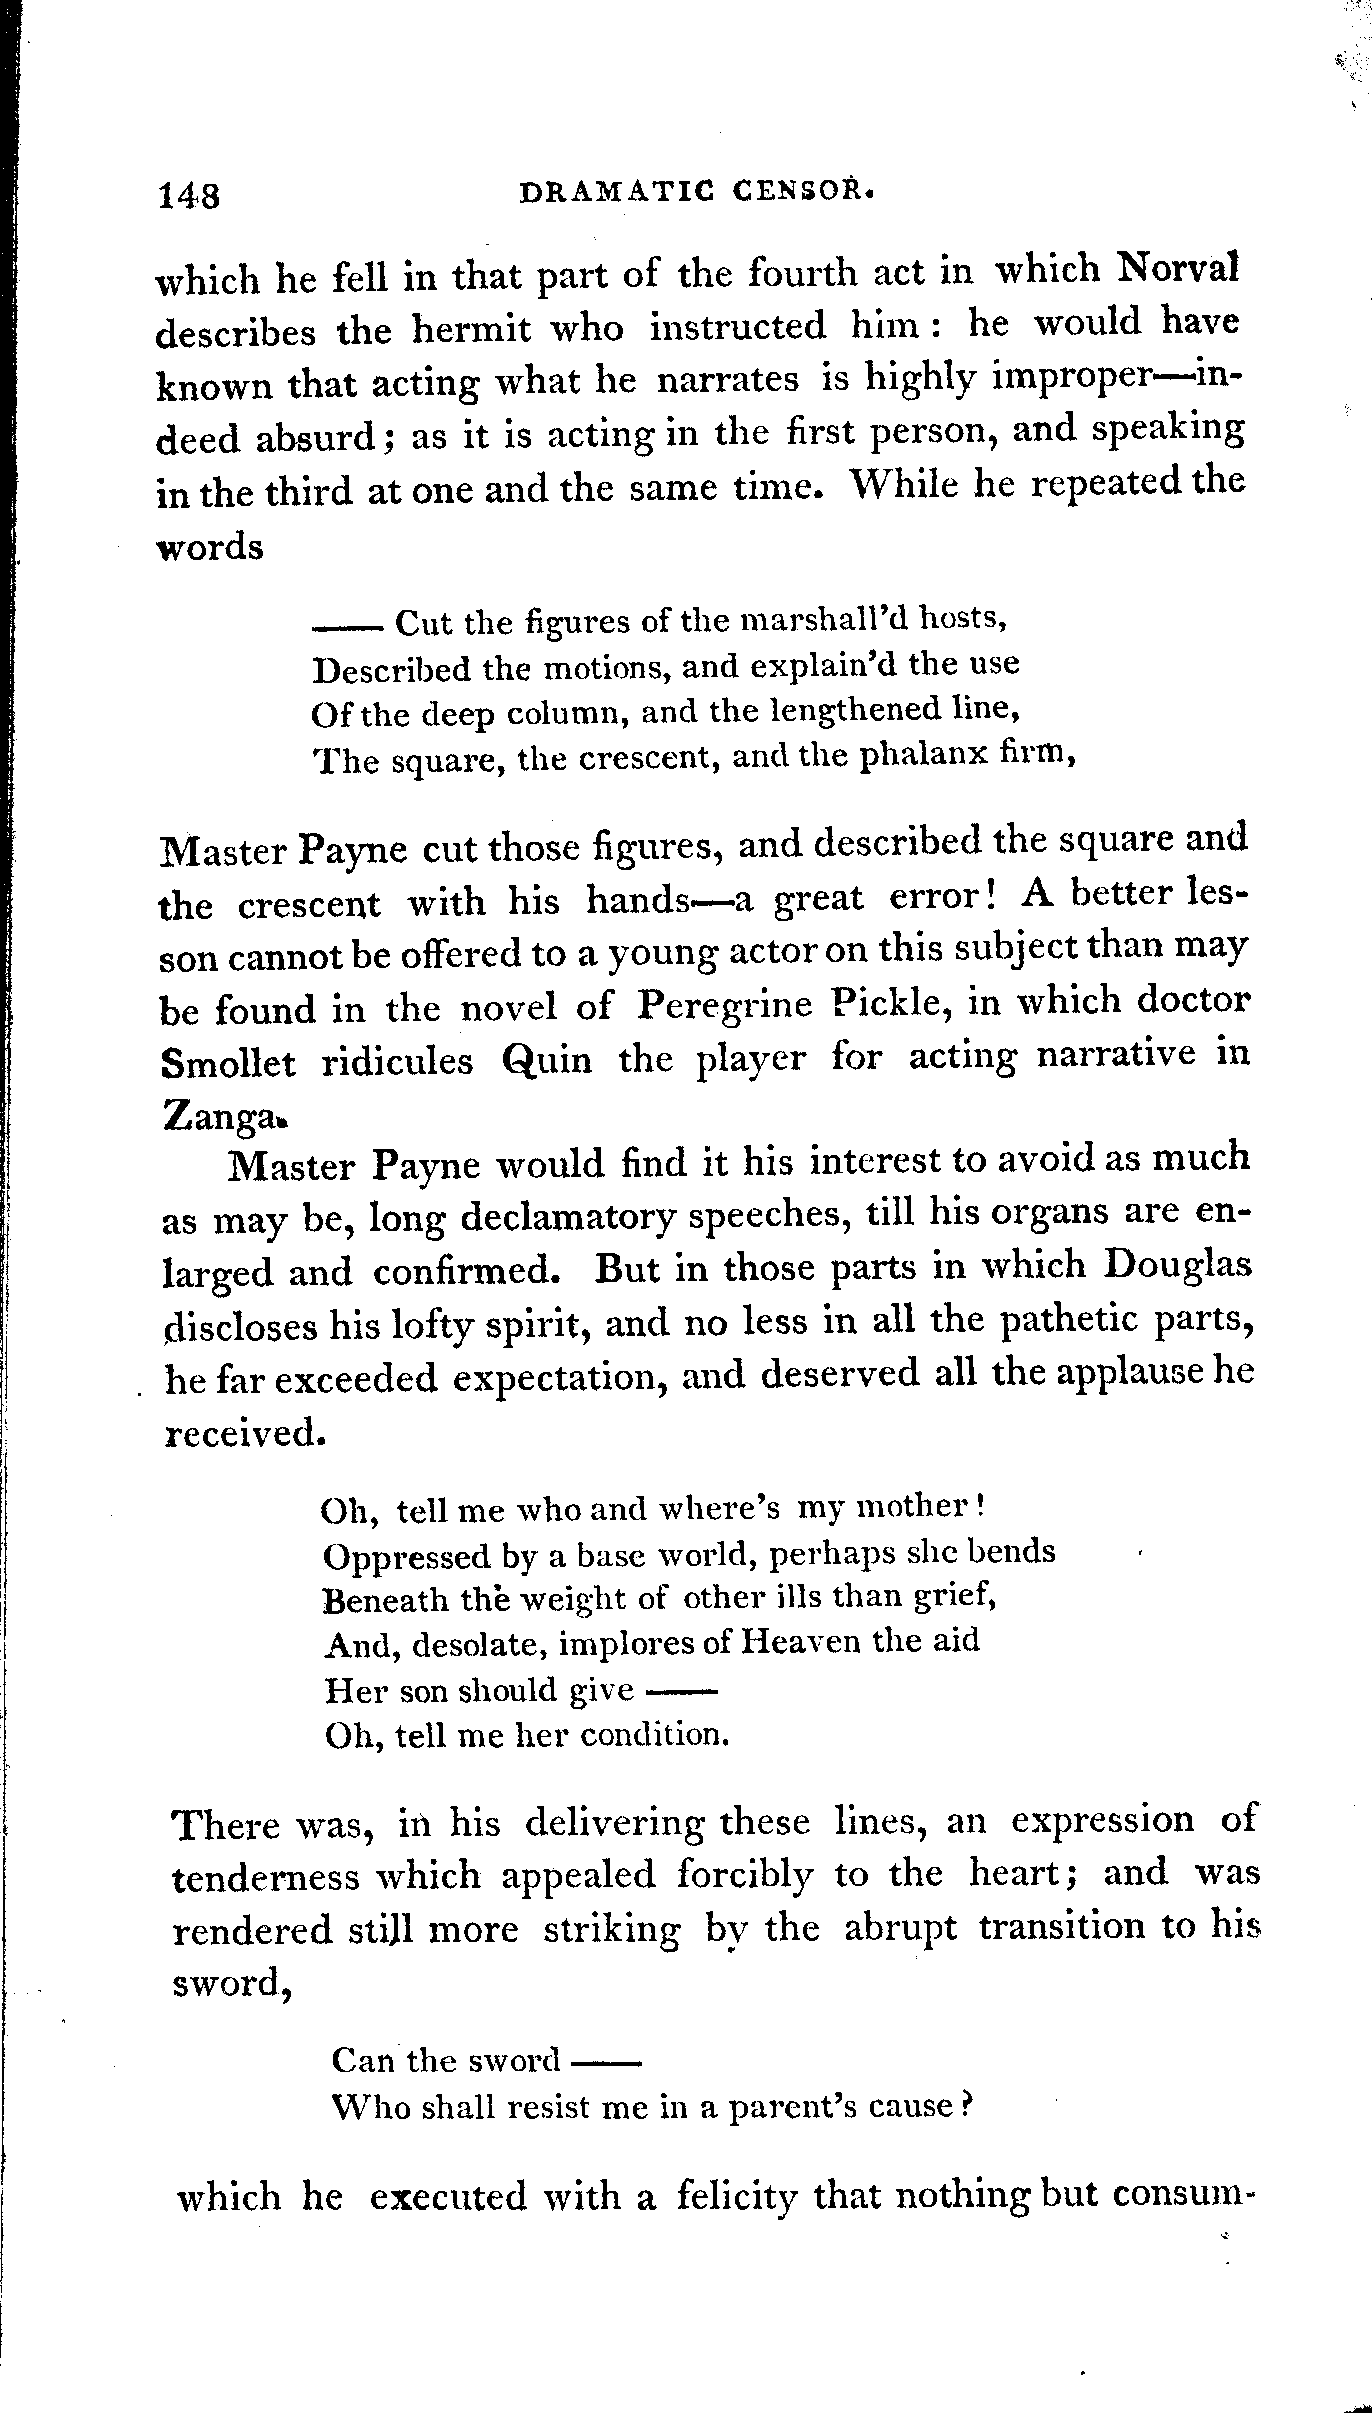 148 DRAMATIC CENSOR.
which he fell in that part of the fourth act in which Norval
describes the hermit who instructed him: he would have
known that acting what he narrates is highly improper—in-
deed absurd; as it is acting in the first person, and speaking
in the third at one and the same time. While he repeated the
words
—— Cut the figures of the marshall'd hosts,
Described the motions, and explain'd the use
Of the deep column, and the lengthened line,
The square, the crescent, and the phalanx firm,
Master Payne cut those figures, and described the square and
the crescent with his hands—a great error! A better les-
son cannot be offered to a young actor on this subject than may
be found in the novel of Peregrine Pickle, in which doctor
Smollet ridicules Quin the player for acting narrative in
Zanga.
Master Payne would find it his interest to avoid as much
as may be, long declamatory speeches, till his organs are en-
larged and confirmed. But in those parts in which Douglas
discloses his lofty spirit, and no less in all the pathetic parts,
he far exceeded expectation, and deserved all the applause he
received.
Oh, tell me who and where's my mother!
Oppressed by a base world, perhaps she bends
Beneath the weight of other ills than grief,
And, desolate, implores of Heaven the aid
Her son should give ——
Oh, tell me her condition.
There was, in his delivering these lines, an expression of
tenderness which appealed forcibly to the heart; and was
rendered still more striking by the abrupt transition to his
sword,
Can the sword ——
Who shall resist me in a parent's cause?
which he executed with a felicity that nothing but consum-